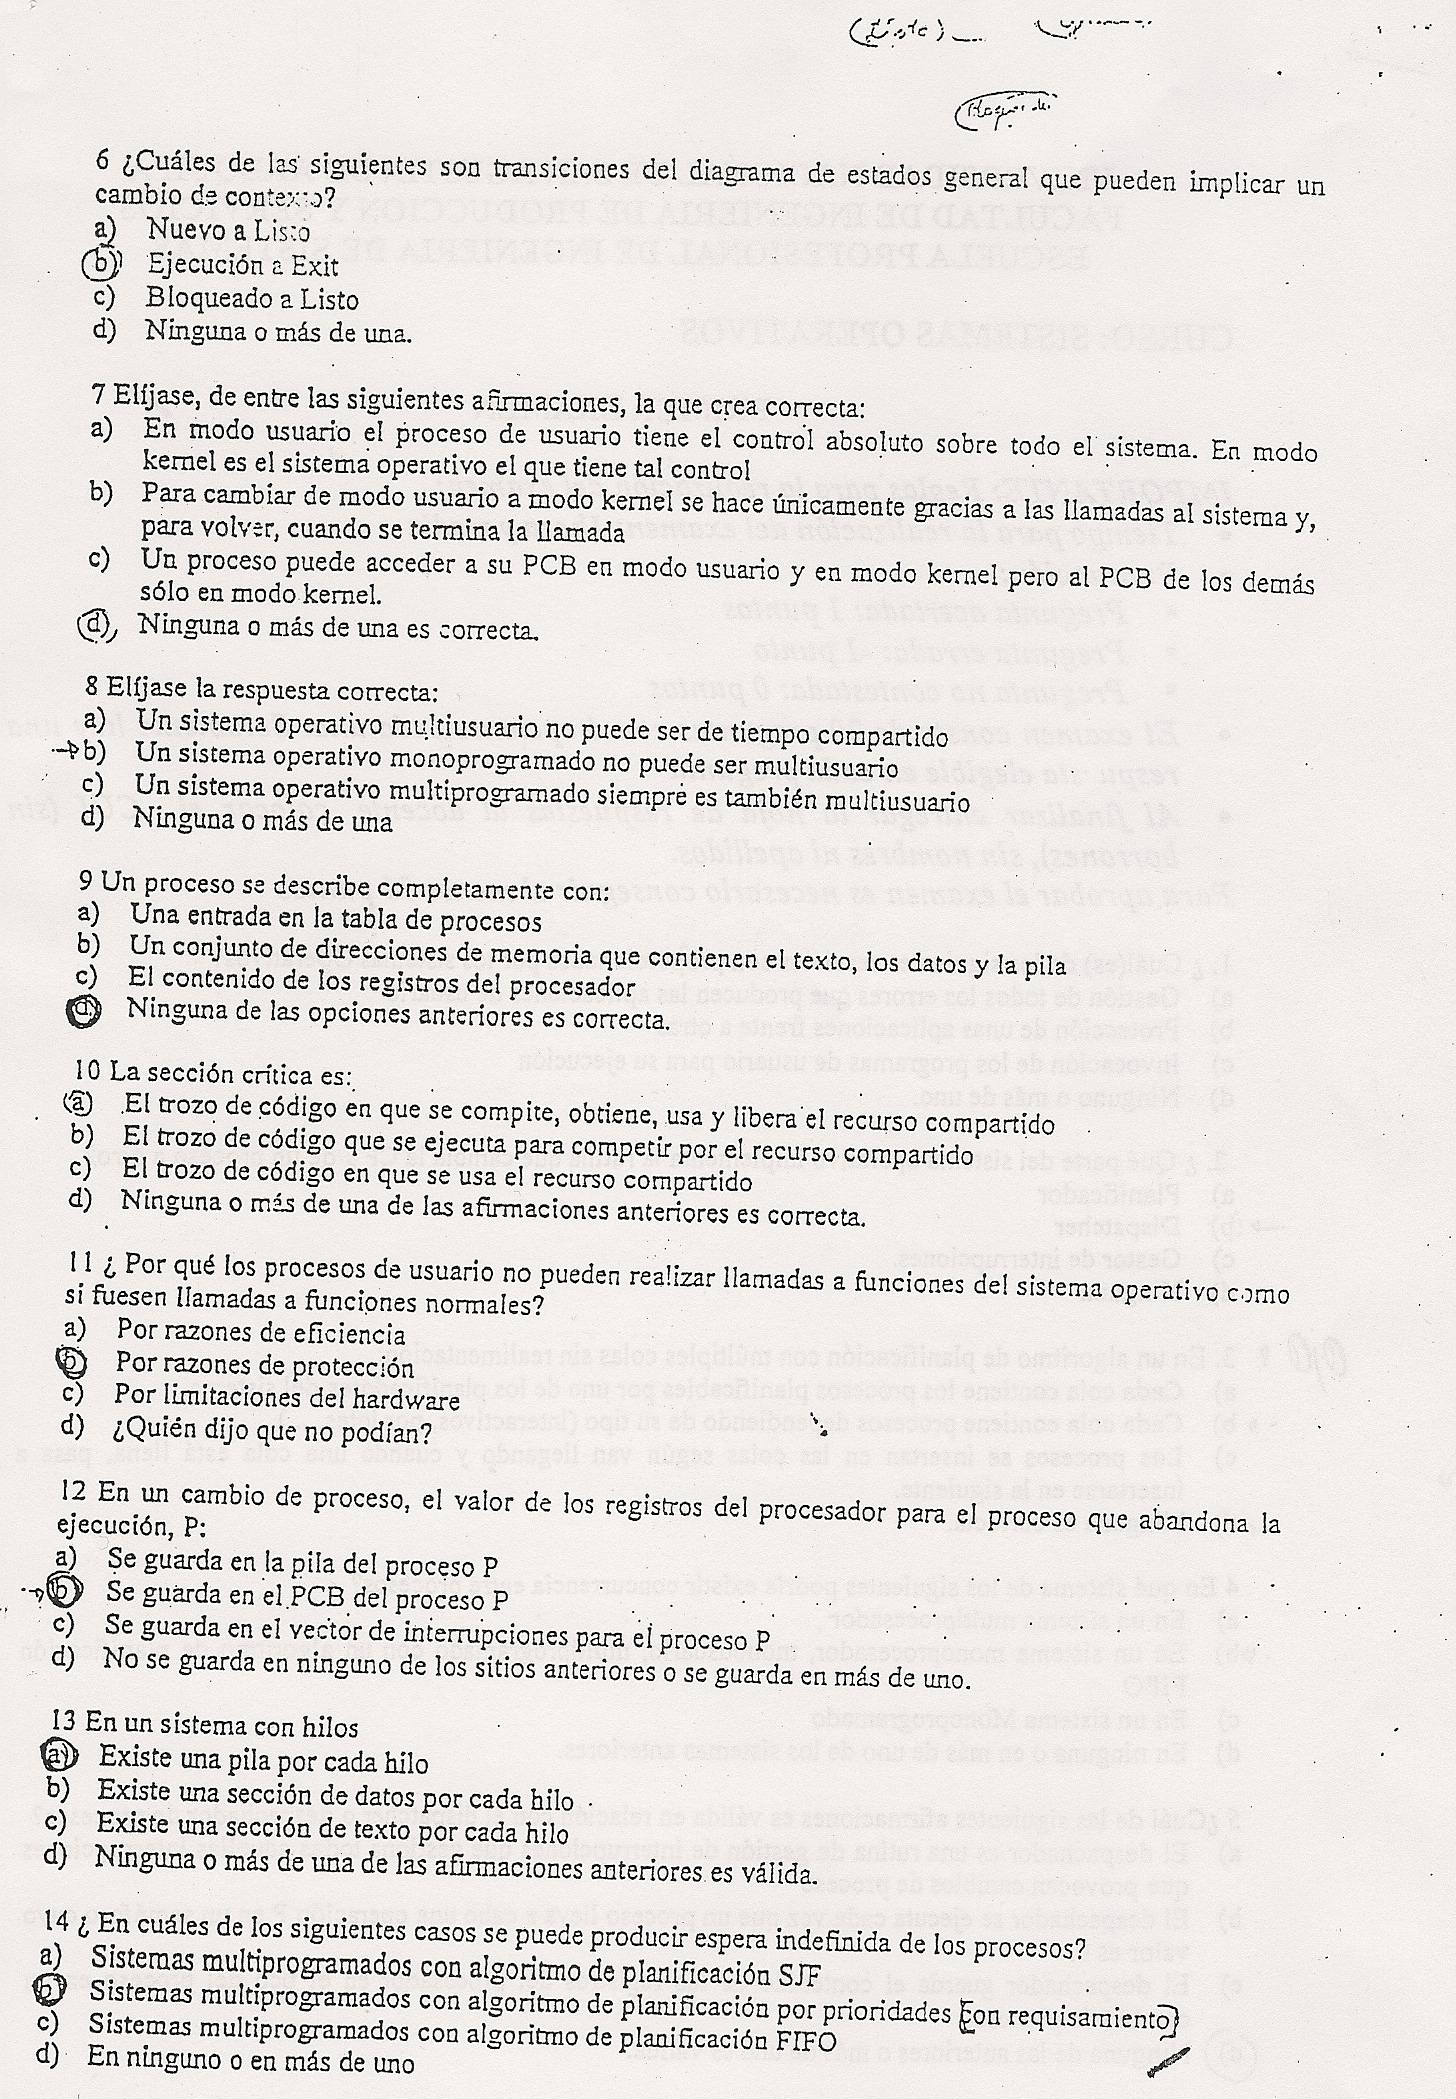 (Listo)
6 ¿Cuáles de las siguientes son transiciones del diagrama de estados general que pueden implicar un
cambio de contexto?
a) Nuevo a Listo
b) Ejecución a Exit
c) Bloqueado a Listo
d) Ninguna o más de una.
7 Elíjase, de entre las siguientes afirmaciones, la que crea correcta:
a) En modo usuario el proceso de usuario tiene el control absoluto sobre todo el sistema. En modo
kernel es el sistema operativo el que tiene tal control
b) Para cambiar de modo usuario a modo kernel se hace únicamente gracias a las llamadas al sistema y,
para volver, cuando se termina la llamada
c) Un proceso puede acceder a su PCB en modo usuario y en modo kernel pero al PCB de los demás
sólo en modo kernel.
d) Ninguna o más de una es correcta.
8 Elíjase la respuesta correcta:
a) Un sistema operativo multiusuario no puede ser de tiempo compartido
b) Un sistema operativo monoprogramado no puede ser multiusuario
c) Un sistema operativo multiprogramado siempre es también multiusuario
d) Ninguna o más de una
9 Un proceso se describe completamente con:
a) Una entrada en la tabla de procesos
b) Un conjunto de direcciones de memoria que contienen el texto, los datos y la pila
c) El contenido de los registros del procesador
d) Ninguna de las opciones anteriores es correcta.
10 La sección crítica es:
a) El trozo de código en que se compite, obtiene, usa y libera el recurso compartido
b) El trozo de código que se ejecuta para competir por el recurso compartido
c) El trozo de código en que se usa el recurso compartido
d) Ninguna o más de una de las afirmaciones anteriores es correcta.
11 ¿ Por qué los procesos de usuario no pueden realizar llamadas a funciones del sistema operativo como
si fuesen llamadas a funciones normales?
a) Por razones de eficiencia
b) Por razones de protección
c) Por limitaciones del hardware
d) ¿Quién dijo que no podían?
12 En un cambio de proceso, el valor de los registros del procesador para el proceso que abandona la
ejecución, P:
a) Se guarda en la pila del proceso P
b) Se guarda en el PCB del proceso P
c) Se guarda en el vector de interrupciones para el proceso P
d) No se guarda en ninguno de los sitios anteriores o se guarda en más de uno.
13 En un sistema con hilos
a) Existe una pila por cada hilo
b) Existe una sección de datos por cada hilo
c) Existe una sección de texto por cada hilo
d) Ninguna o más de una de las afirmaciones anteriores es válida.
14 ¿ En cuáles de los siguientes casos se puede producir espera indefinida de los procesos?
a) Sistemas multiprogramados con algoritmo de planificación SJF
b) Sistemas multiprogramados con algoritmo de planificación por prioridades [con requisamiento]
c) Sistemas multiprogramados con algoritmo de planificación FIFO
d) En ninguno o en más de uno